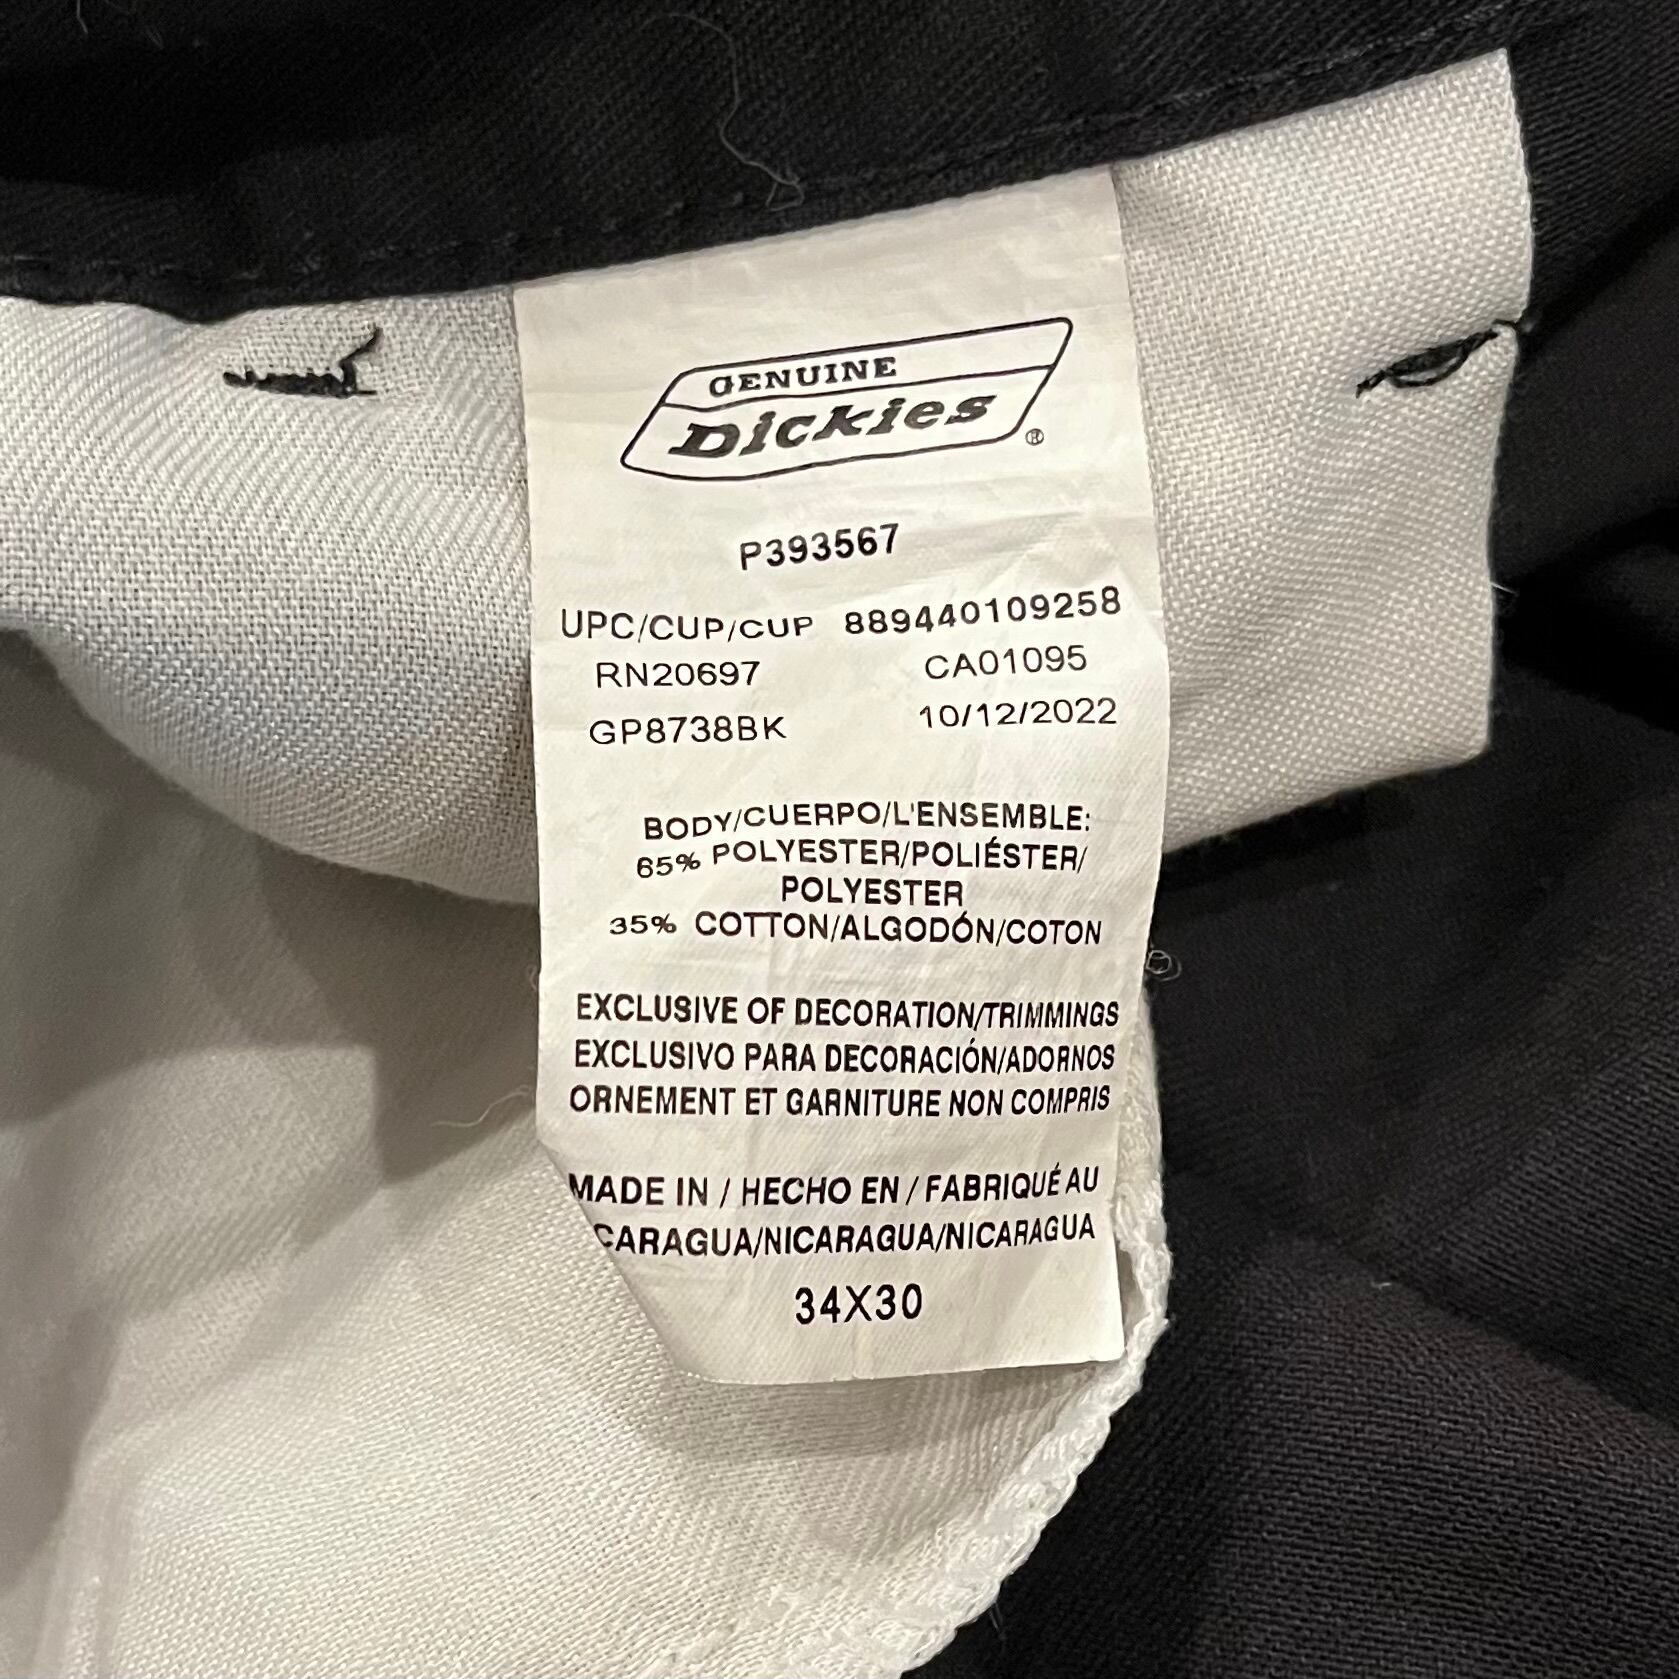 GENUINE
Dickies®
P393567
UPC/CUP/CUP 889440109258
RN20697 CA01095
GP8738BK 10/12/2022
BODY/CUERPO/L'ENSEMBLE:
65% POLYESTER/POLIÉSTER/
POLYESTER
35% COTTON/ALGODÓN/COTON
EXCLUSIVE OF DECORATION/TRIMMINGS
EXCLUSIVO PARA DECORACIÓN/ADORNOS
ORNEMENT ET GARNITURE NON COMPRIS
MADE IN / HECHO EN / FABRIQUÉ AU
CARAGUA/NICARAGUA/NICARAGUA
34X30